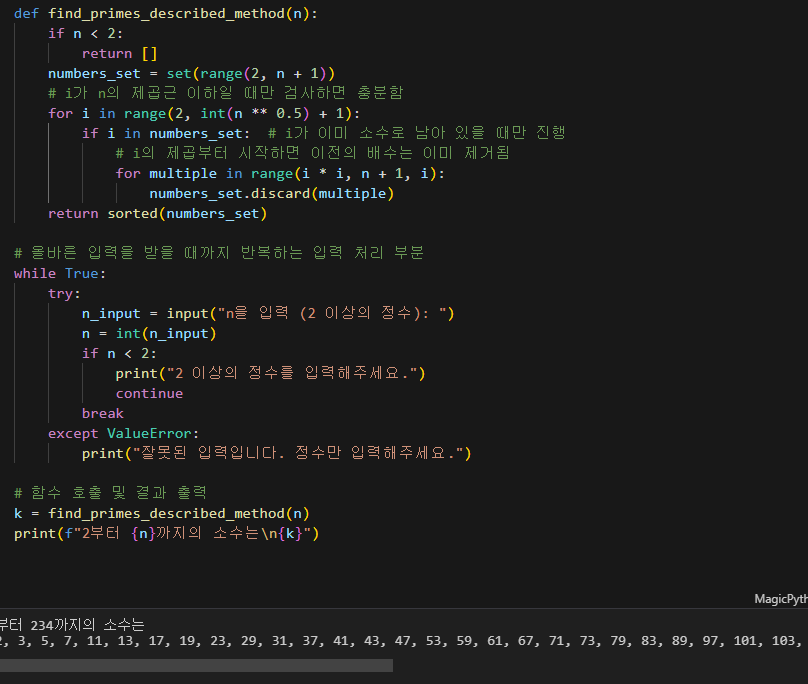 def find_primes_described_method(n):
    if n < 2:
        return []
    numbers_set = set(range(2, n + 1))
    # i가 n의 제곱근 이하일 때만 검사하면 충분함
    for i in range(2, int(n ** 0.5) + 1):
        if i in numbers_set:  # i가 이미 소수로 남아 있을 때만 진행
            # i의 제곱부터 시작하면 이전의 배수는 이미 제거됨
            for multiple in range(i * i, n + 1, i):
                numbers_set.discard(multiple)
    return sorted(numbers_set)

# 올바른 입력을 받을 때까지 반복하는 입력 처리 부분
while True:
    try:
        n_input = input("n을 입력 (2 이상의 정수): ")
        n = int(n_input)
        if n < 2:
            print("2 이상의 정수를 입력해주세요.")
            continue
        break
    except ValueError:
        print("잘못된 입력입니다. 정수만 입력해주세요.")

# 함수 호출 및 결과 출력
k = find_primes_described_method(n)
print(f"2부터 {n}까지의 소수는\n{k}")
MagicPyth
부터 234까지의 소수는
2, 3, 5, 7, 11, 13, 17, 19, 23, 29, 31, 37, 41, 43, 47, 53, 59, 61, 67, 71, 73, 79, 83, 89, 97, 101, 103,